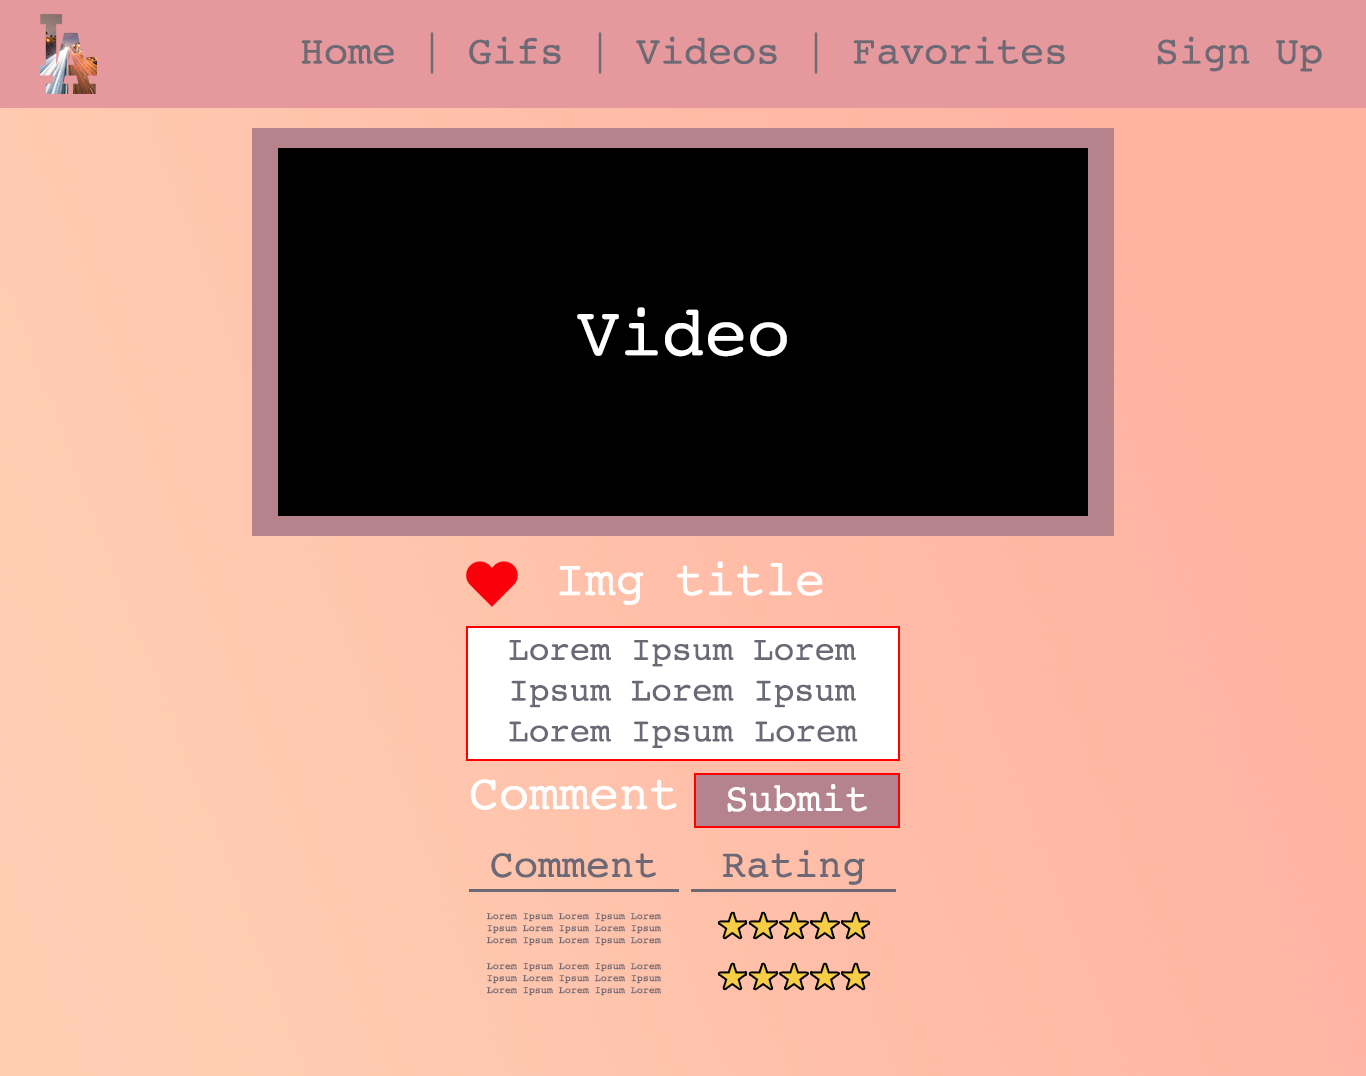 LA
Home | Gifs | Videos | Favorites Sign Up
Video
Img title
Lorem Ipsum Lorem
Ipsum Lorem Ipsum
Lorem Ipsum Lorem
Comment Submit
Comment Rating
Lorem Ipsum Lorem Ipsum Lorem
Ipsum Lorem Ipsum Lorem Ipsum
Lorem Ipsum Lorem Ipsum Lorem
Lorem Ipsum Lorem Ipsum Lorem
Ipsum Lorem Ipsum Lorem Ipsum
Lorem Ipsum Lorem Ipsum Lorem